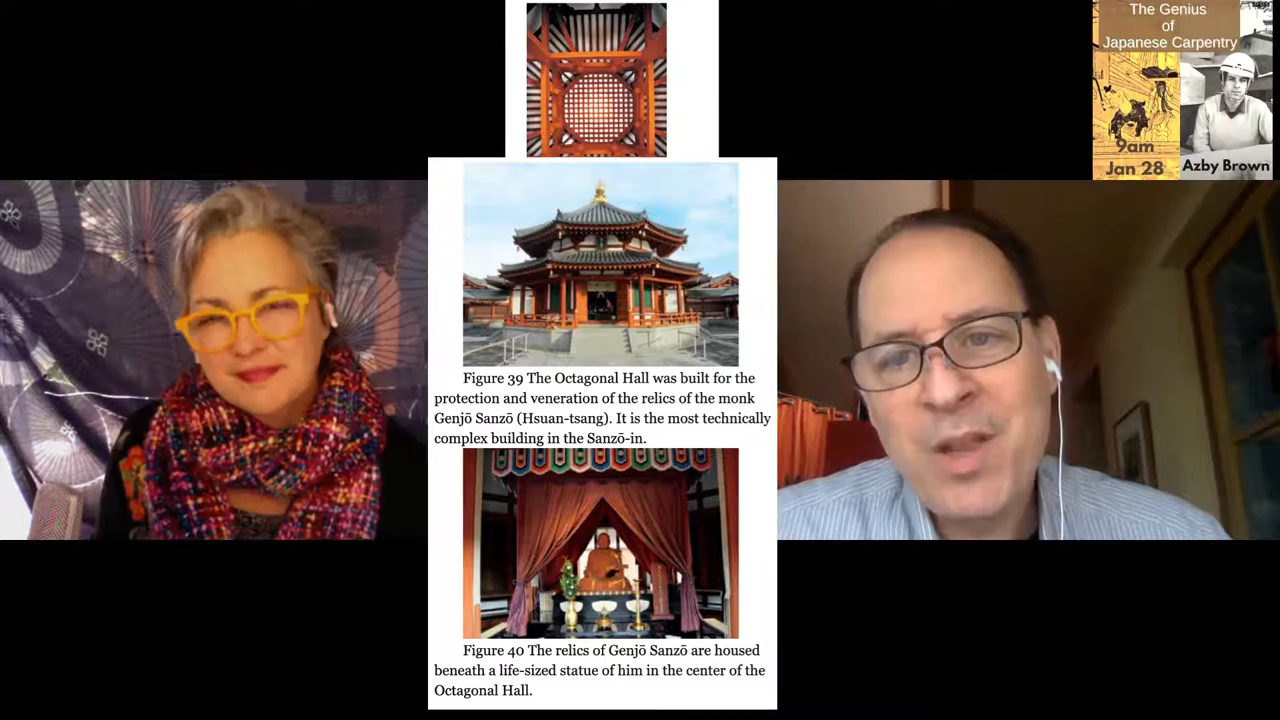 The Genius
of
Japanese Carpentry
9am
Jan 28
Azby Brown
Figure 39 The Octagonal Hall was built for the
protection and veneration of the relics of the monk
Genjō Sanzō (Hsuan-tsang). It is the most technically
complex building in the Sanzō-in.
Figure 40 The relics of Genjō Sanzō are housed
beneath a life-sized statue of him in the center of the
Octagonal Hall.